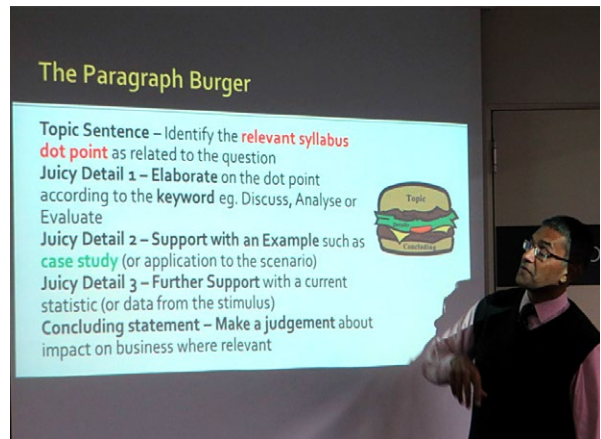 The Paragraph Burger
Topic Sentence – Identify the relevant syllabus
dot point as related to the question
Juicy Detail 1 – Elaborate on the dot point
according to the keyword eg. Discuss, Analyse or
Evaluate
Juicy Detail 2 – Support with an Example such as
case study (or application to the scenario)
Juicy Detail 3 – Further Support with a current
statistic (or data from the stimulus)
Concluding statement – Make a judgement about
impact on business where relevant
Topic
Concluding